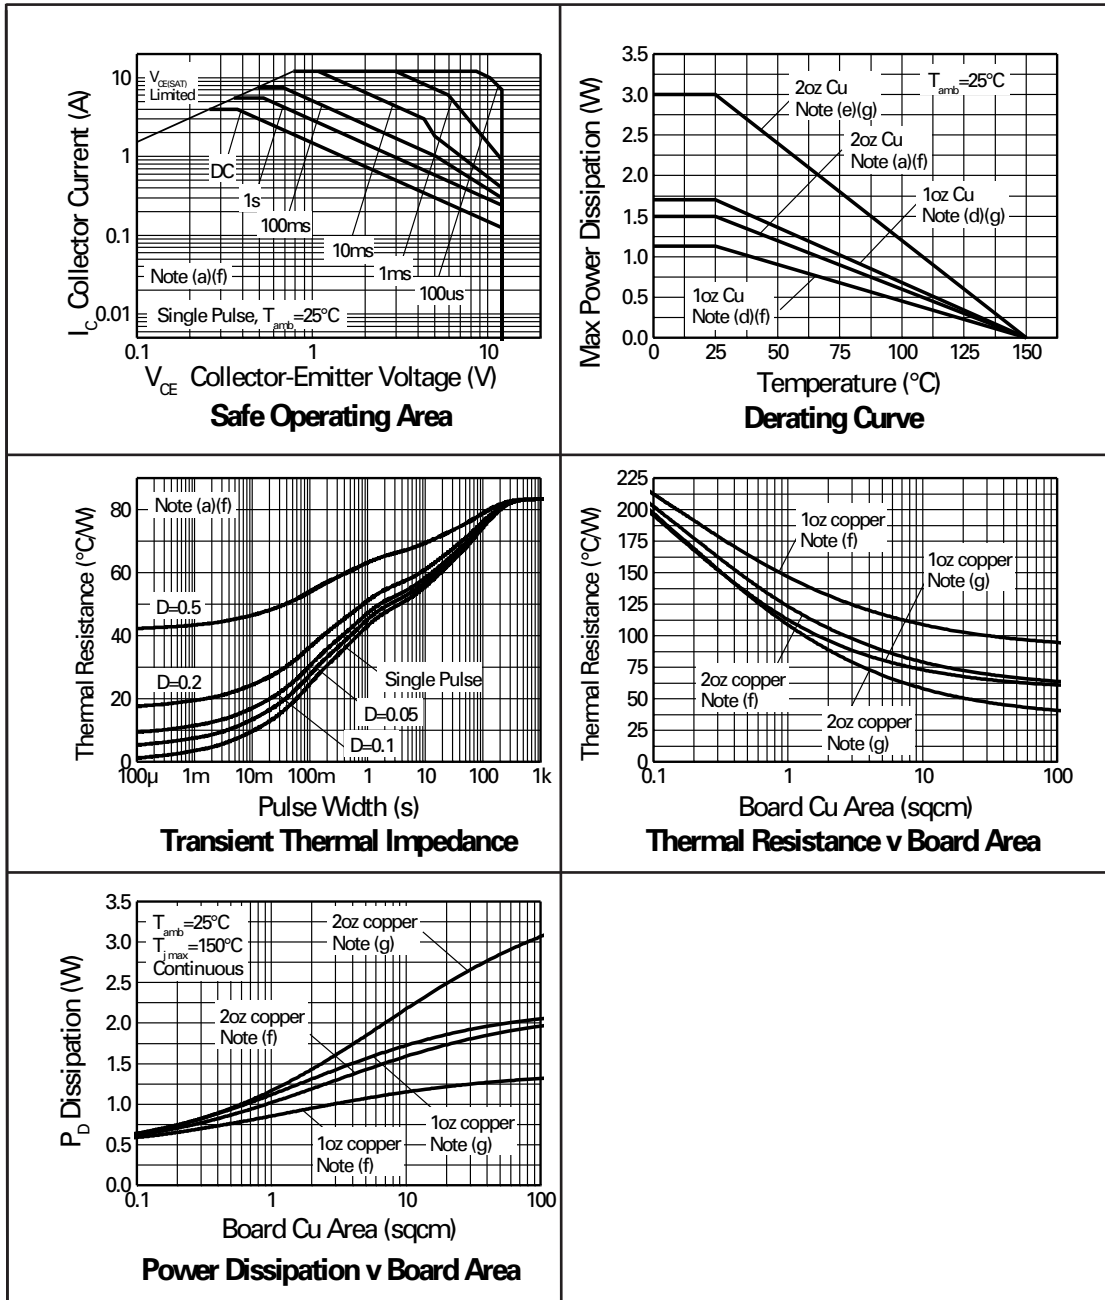 I_C Collector Current (A)
10
1
0.1
0.01
V_CE(SAT)
Limited
DC
1s
100ms
10ms
1ms
100us
Note (a)(f)
Single Pulse, T_amb=25°C
0.1
1
10
V_CE Collector-Emitter Voltage (V)
Safe Operating Area
Max Power Dissipation (W)
3.5
3.0
2.5
2.0
1.5
1.0
0.5
0.0
T_amb=25°C
2oz Cu
Note (e)(g)
2oz Cu
Note (a)(f)
1oz Cu
Note (d)(g)
1oz Cu
Note (d)(f)
0
25
50
75
100
125
150
Temperature (°C)
Derating Curve
Thermal Resistance (°C/W)
80
60
40
20
0
Note (a)(f)
D=0.5
D=0.2
Single Pulse
D=0.05
D=0.1
100µ
1m
10m
100m
1
10
100
1k
Pulse Width (s)
Transient Thermal Impedance
Thermal Resistance (°C/W)
225
200
175
150
125
100
75
50
25
0
1oz copper
Note (f)
1oz copper
Note (g)
2oz copper
Note (f)
2oz copper
Note (g)
0.1
1
10
100
Board Cu Area (sqcm)
Thermal Resistance v Board Area
P_D Dissipation (W)
3.5
3.0
2.5
2.0
1.5
1.0
0.5
0.0
T_amb=25°C
T_j max=150°C
Continuous
2oz copper
Note (g)
2oz copper
Note (f)
1oz copper
Note (g)
1oz copper
Note (f)
0.1
1
10
100
Board Cu Area (sqcm)
Power Dissipation v Board Area